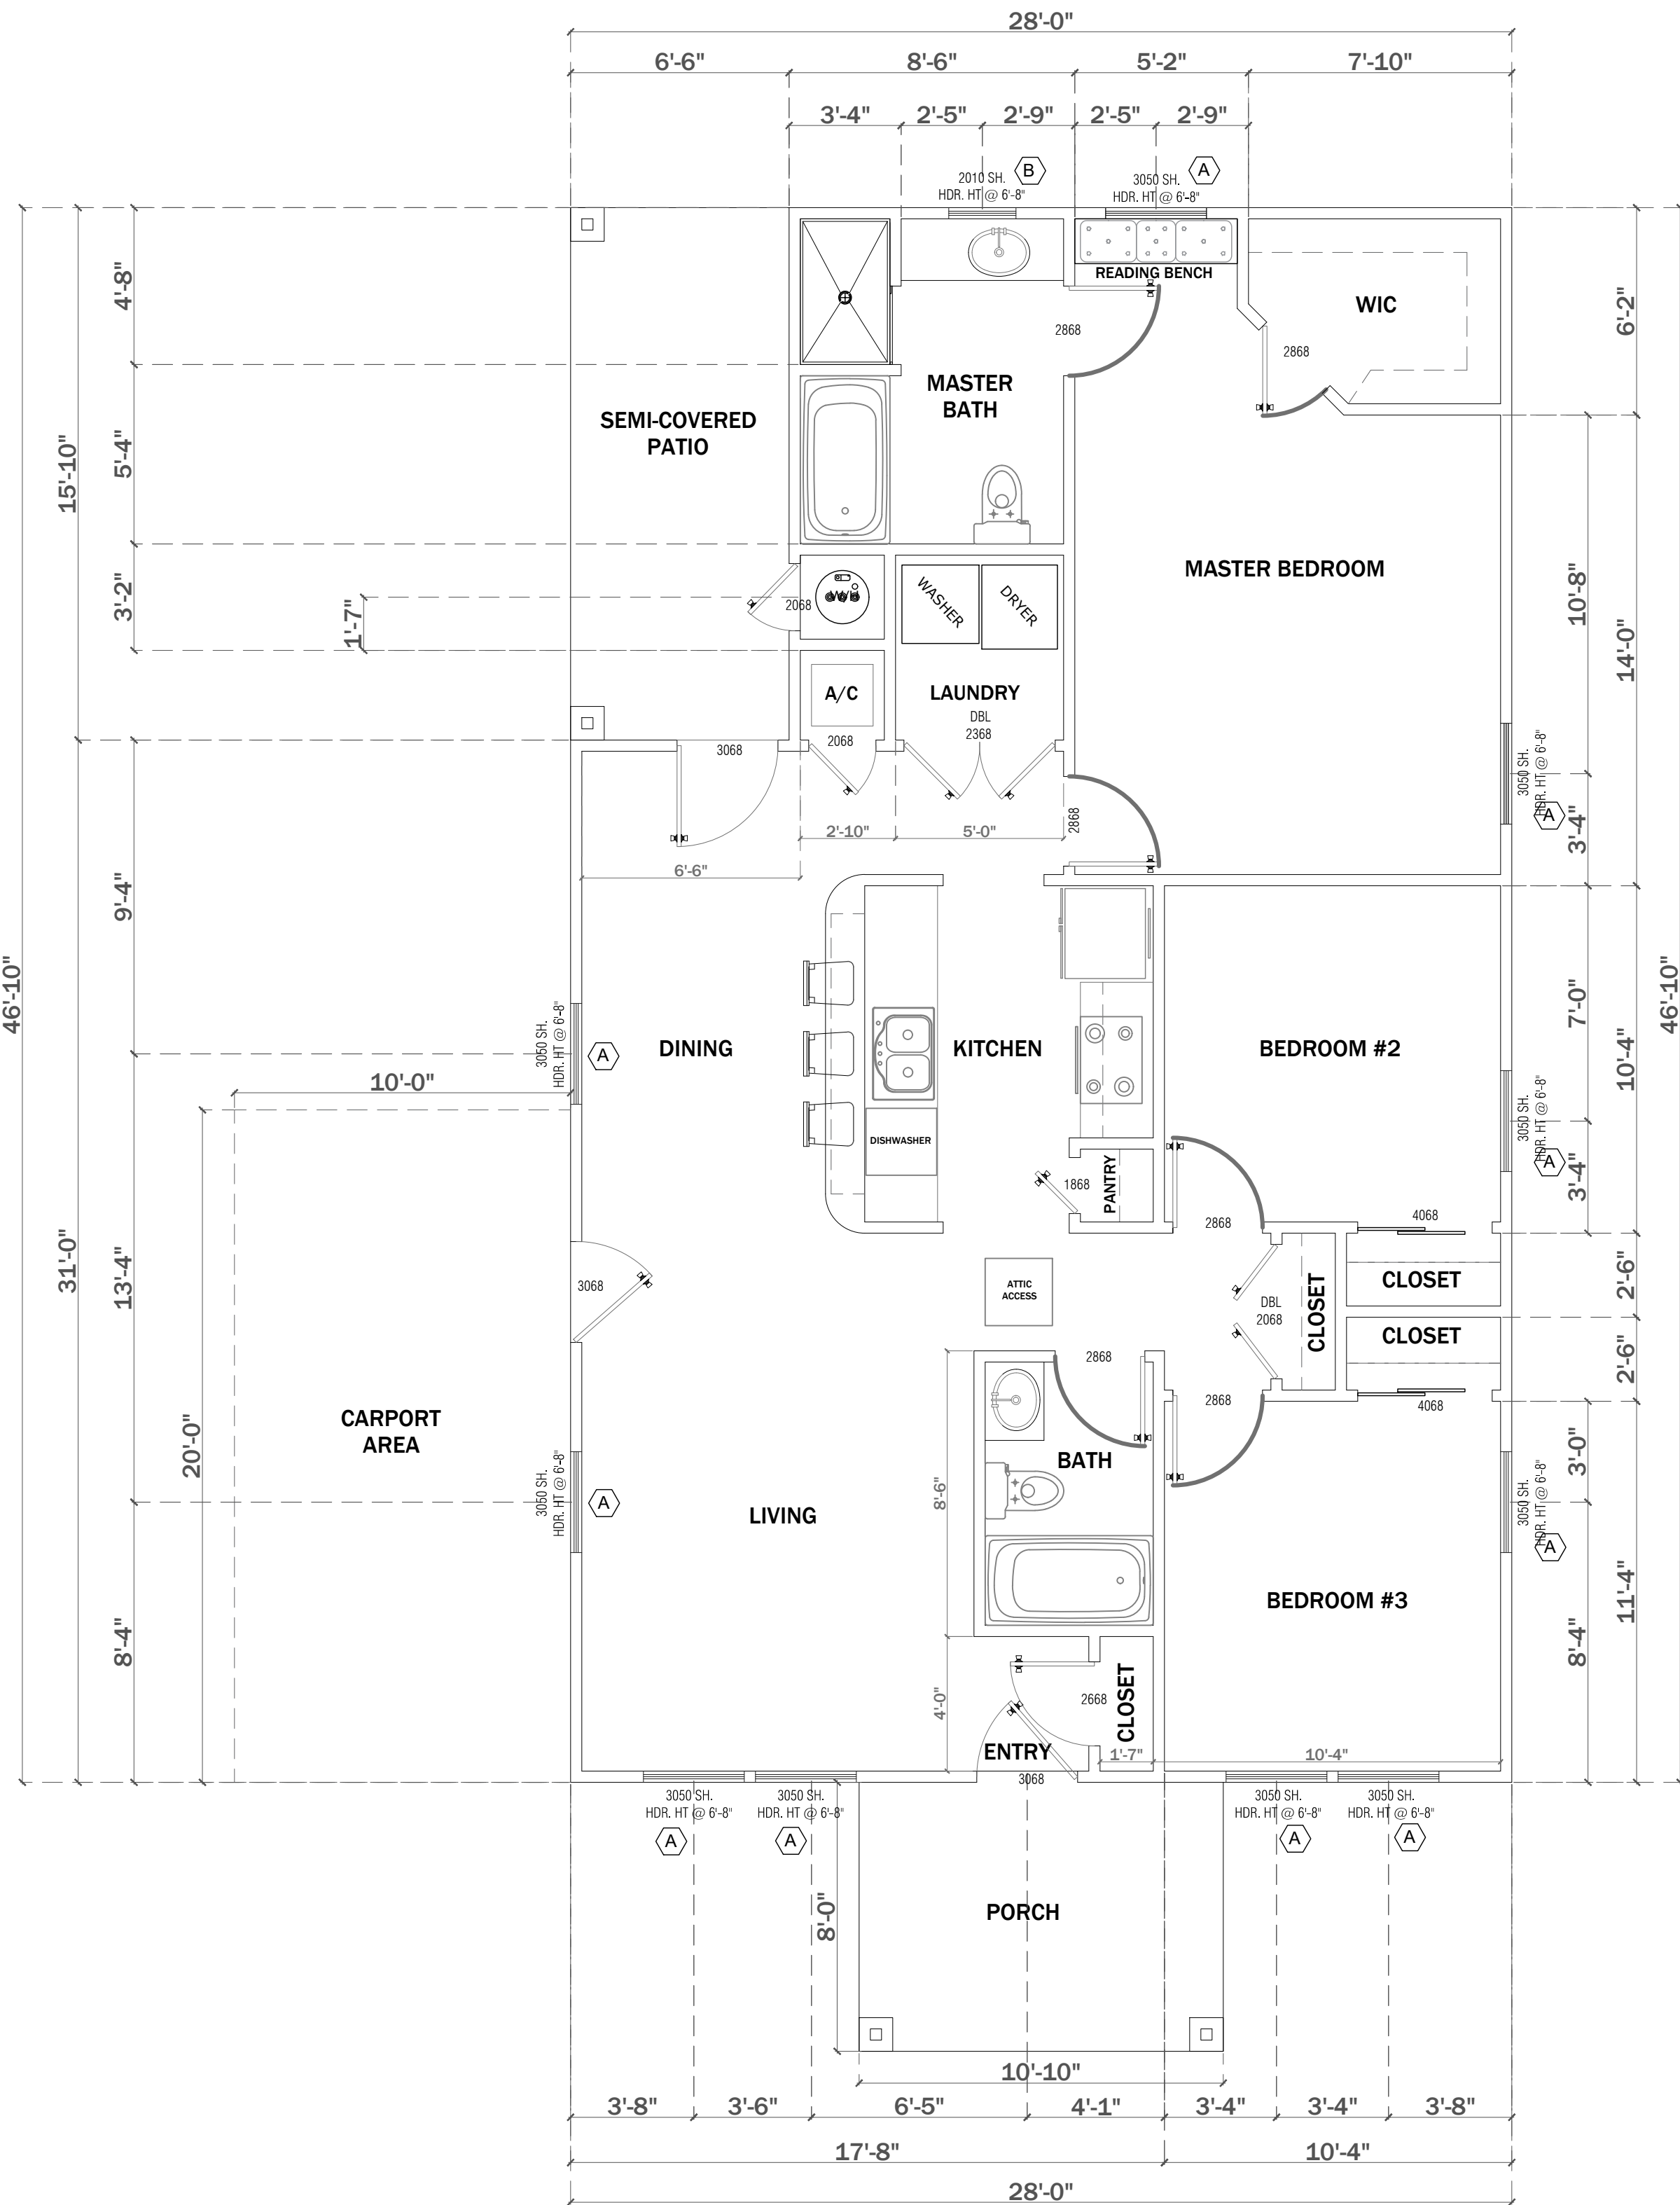 28'-0"
6'-6"
8'-6"
5'-2"
7'-10"
3'-4"
2'-5"
2'-9"
2'-5"
2'-9"
2010 SH.
HDR. HT @ 6'-8"
B
3050 SH.
HDR. HT @ 6'-8"
A
READING BENCH
WIC
2868
2868
MASTER
BATH
SEMI-COVERED
PATIO
MASTER BEDROOM
4'-8"
5'-4"
3'-2"
1'-7"
15'-10"
46'-10"
6'-2"
10'-8"
14'-0"
3'-4"
2068
WASHER
DRYER
A/C
LAUNDRY
DBL
2368
3068
2068
2868
2'-10"
5'-0"
6'-6"
3050 SH.
HDR. HT @ 6'-8"
A
9'-4"
31'-0"
13'-4"
8'-4"
46'-10"
7'-0"
10'-4"
3'-4"
3050 SH.
HDR. HT @ 6'-8"
A
DINING
KITCHEN
BEDROOM #2
3050 SH.
HDR. HT @ 6'-8"
A
10'-0"
DISHWASHER
1868
PANTRY
2868
4068
3068
ATTIC
ACCESS
DBL
2068
CLOSET
CLOSET
CLOSET
2'-6"
2'-6"
2868
2868
4068
CARPORT
AREA
20'-0"
3050 SH.
HDR. HT @ 6'-8"
A
LIVING
BATH
8'-6"
3'-0"
11'-4"
8'-4"
3050 SH.
HDR. HT @ 6'-8"
A
BEDROOM #3
4'-0"
2668
CLOSET
ENTRY
1'-7"
10'-4"
3068
3050 SH.
HDR. HT @ 6'-8"
A
3050 SH.
HDR. HT @ 6'-8"
A
3050 SH.
HDR. HT @ 6'-8"
A
3050 SH.
HDR. HT @ 6'-8"
A
8'-0"
PORCH
10'-10"
3'-8"
3'-6"
6'-5"
4'-1"
3'-4"
3'-4"
3'-8"
17'-8"
10'-4"
28'-0"